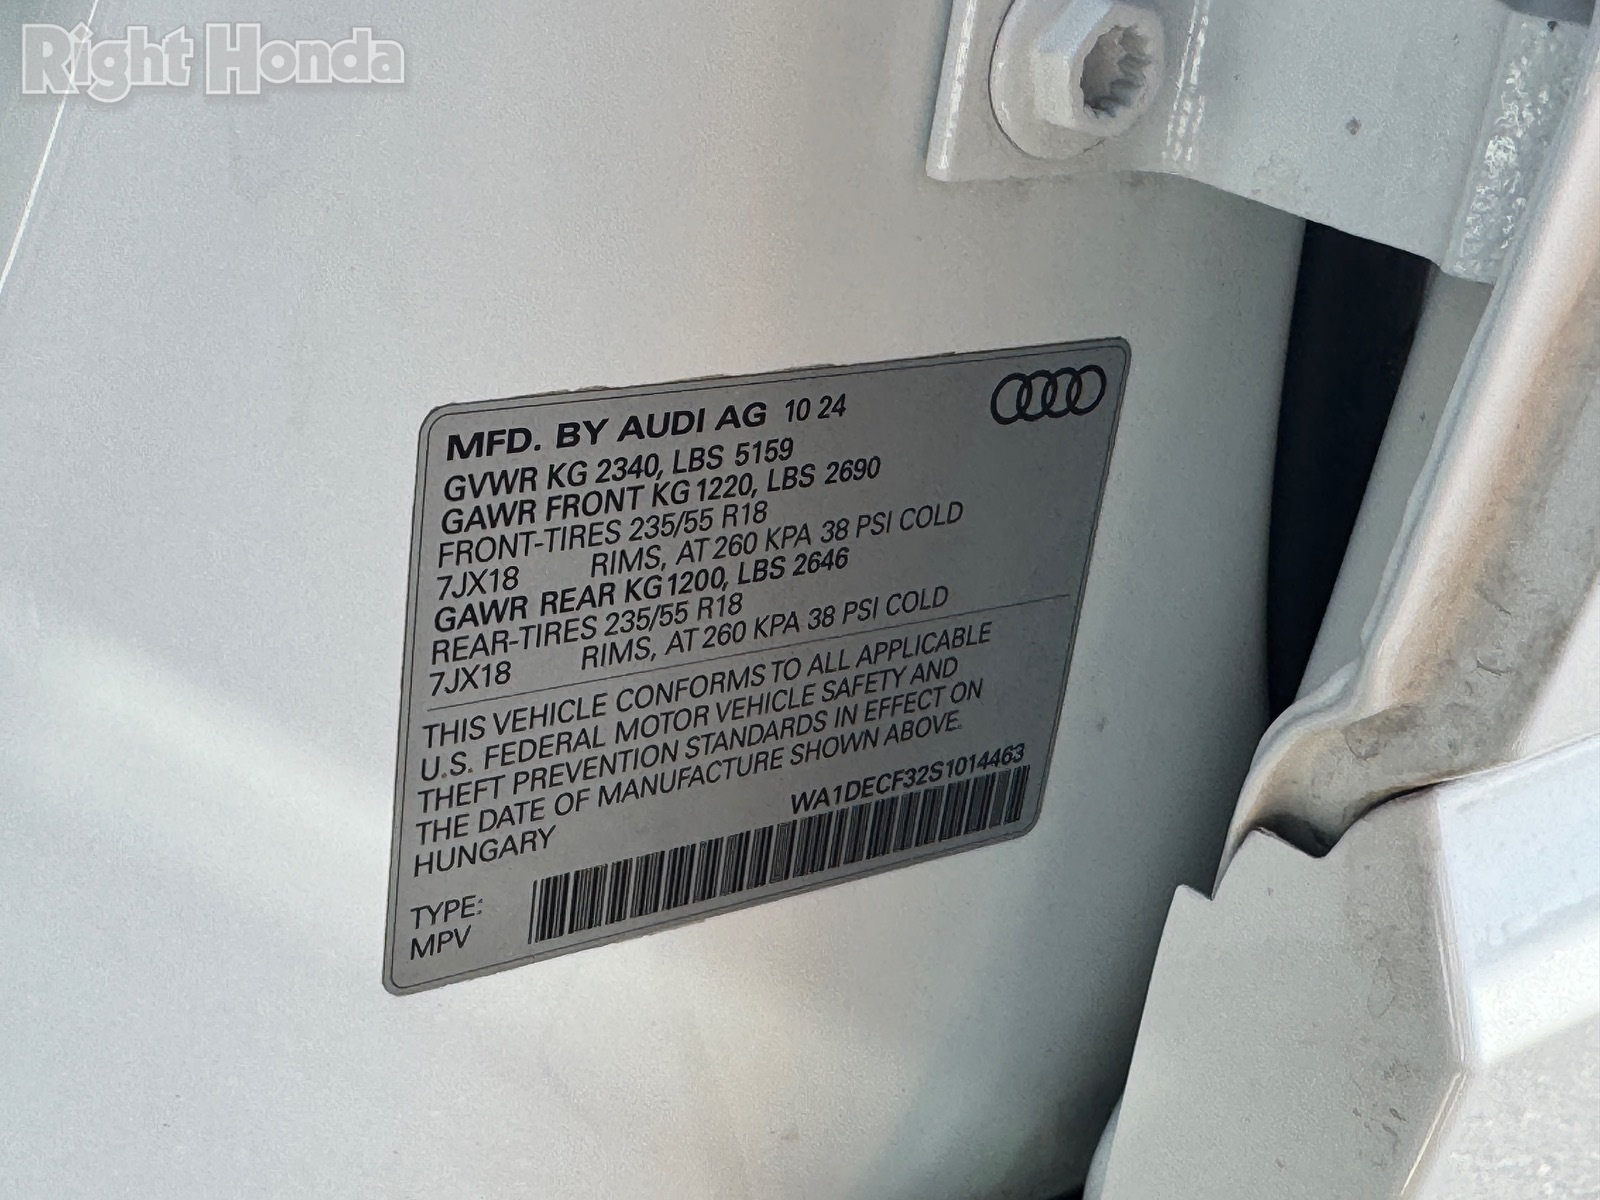 Right Honda
MFD. BY AUDI AG 10 24
GVWR KG 2340, LBS 5159
GAWR FRONT KG 1220, LBS 2690
FRONT-TIRES 235/55 R18
7JX18 RIMS, AT 260 KPA 38 PSI COLD
GAWR REAR KG 1200, LBS 2646
REAR-TIRES 235/55 R18
7JX18 RIMS, AT 260 KPA 38 PSI COLD
THIS VEHICLE CONFORMS TO ALL APPLICABLE
U.S. FEDERAL MOTOR VEHICLE SAFETY AND
THEFT PREVENTION STANDARDS IN EFFECT ON
THE DATE OF MANUFACTURE SHOWN ABOVE.
HUNGARY
WA1DECF32S1014463
TYPE:
MPV